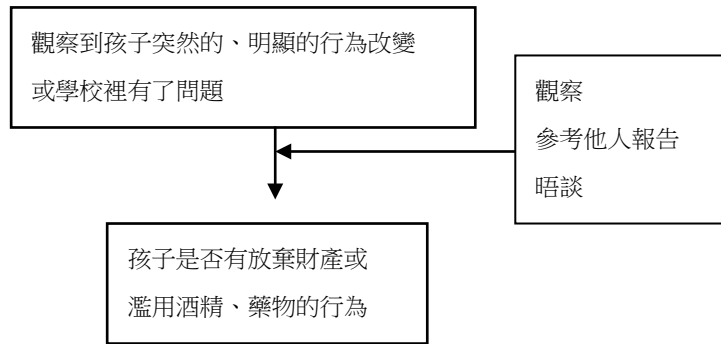 觀察到孩子突然的、明顯的行為改變
或學校裡有了問題
觀察
參考他人報告
晤談
孩子是否有放棄財產或
濫用酒精、藥物的行為